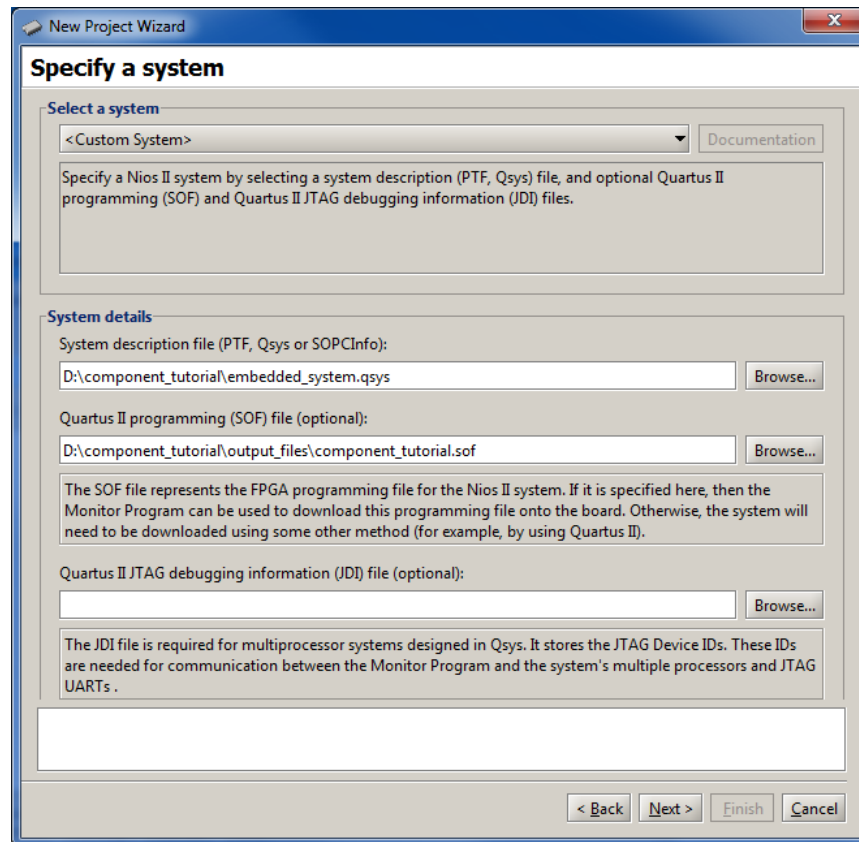 New Project Wizard
Specify a system
Select a system
<Custom System>
Documentation
Specify a Nios II system by selecting a system description (PTF, Qsys) file, and optional Quartus II
programming (SOF) and Quartus II JTAG debugging information (JDI) files.
System details
System description file (PTF, Qsys or SOPCInfo):
D:\component_tutorial\embedded_system.qsys
Browse...
Quartus II programming (SOF) file (optional):
D:\component_tutorial\output_files\component_tutorial.sof
Browse...
The SOF file represents the FPGA programming file for the Nios II system. If it is specified here, then the
Monitor Program can be used to download this programming file onto the board. Otherwise, the system will
need to be downloaded using some other method (for example, by using Quartus II).
Quartus II JTAG debugging information (JDI) file (optional):
Browse...
The JDI file is required for multiprocessor systems designed in Qsys. It stores the JTAG Device IDs. These IDs
are needed for communication between the Monitor Program and the system's multiple processors and JTAG
UARTs .
< Back
Next >
Finish
Cancel